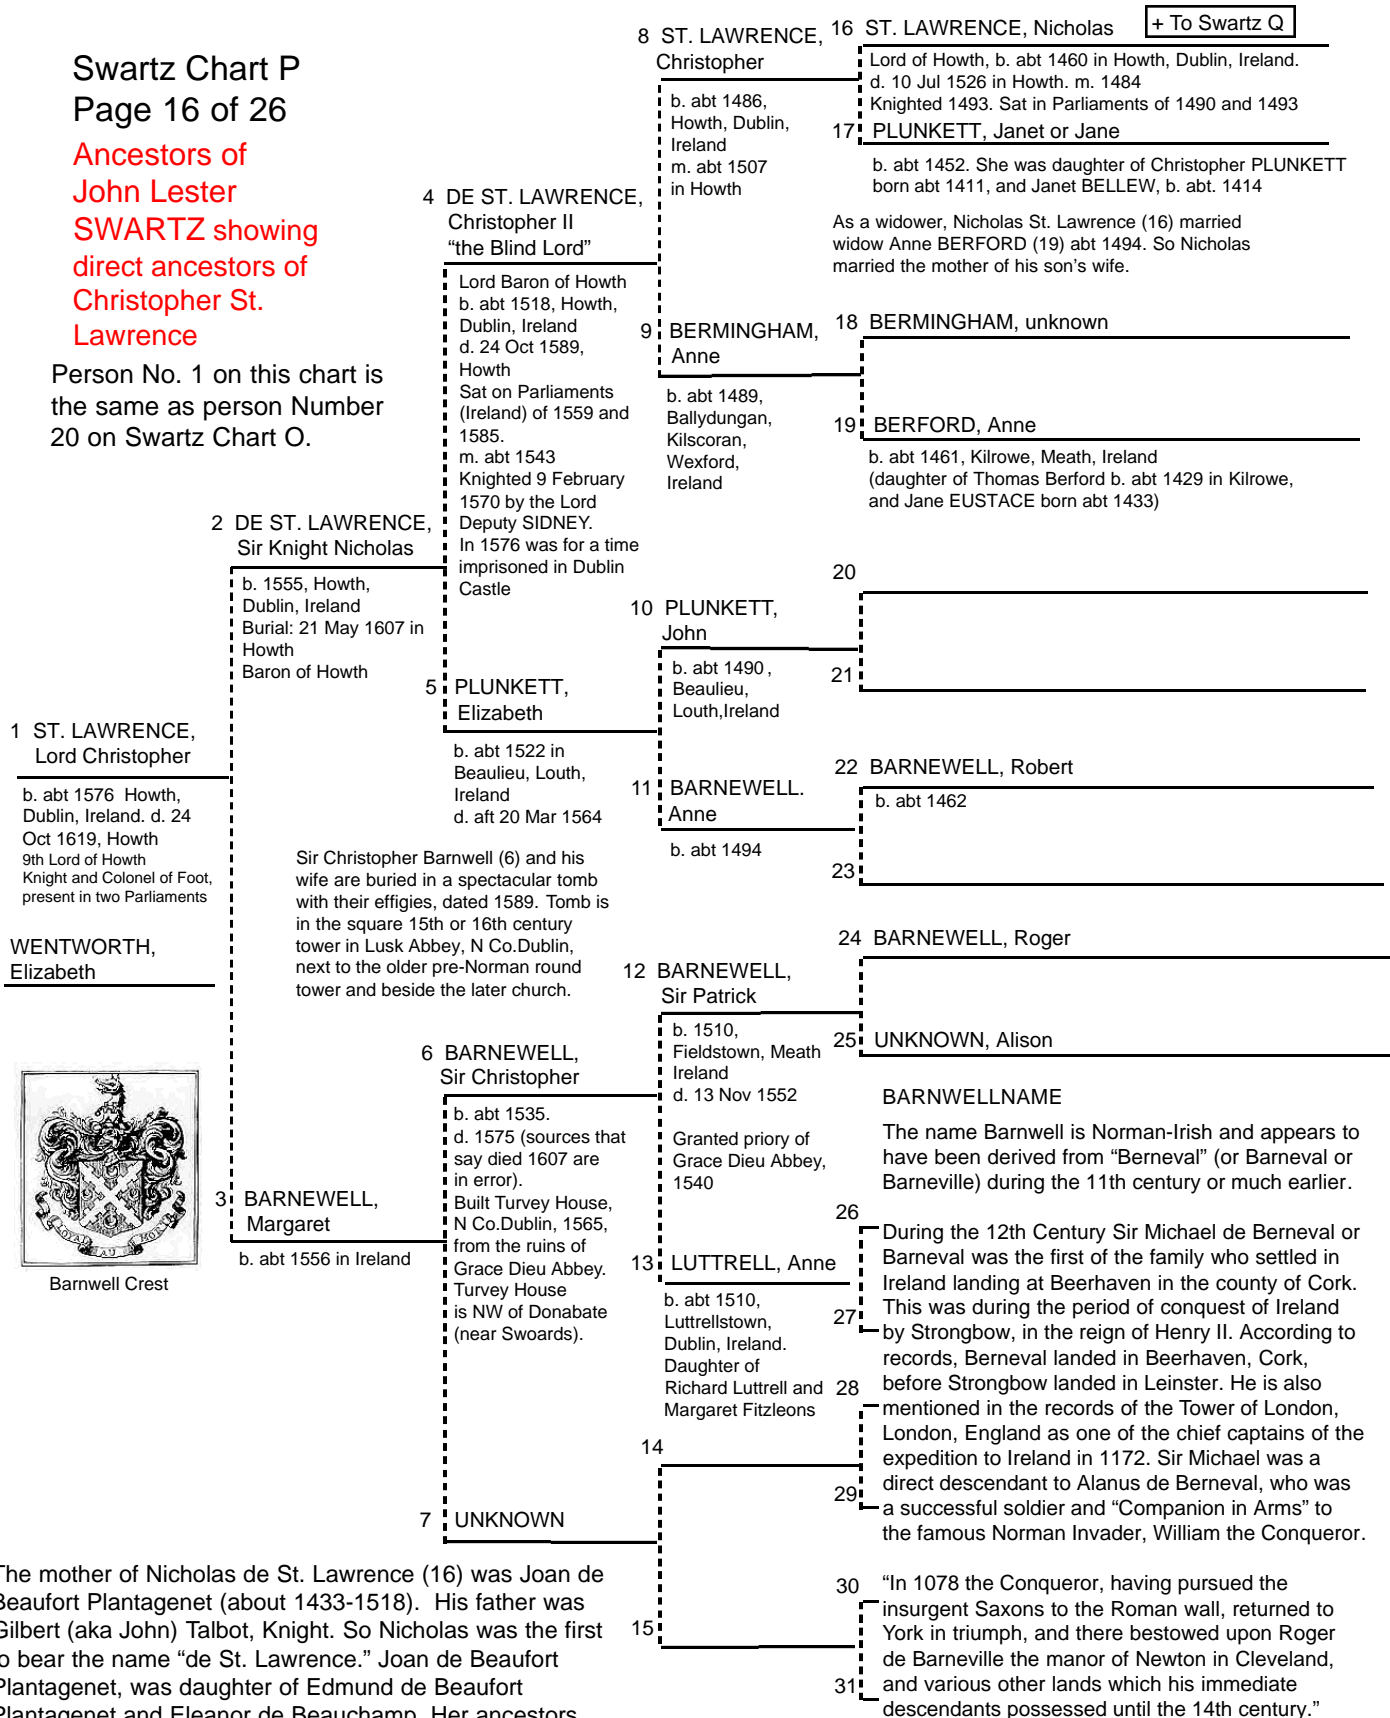 Swartz Chart P
Page 16 of 26
Ancestors of
John Lester
SWARTZ showing
direct ancestors of
Christopher St.
Lawrence
Person No. 1 on this chart is
the same as person Number
20 on Swartz Chart O.
1 ST. LAWRENCE,
Lord Christopher
b. abt 1576 Howth,
Dublin, Ireland. d. 24
Oct 1619, Howth
9th Lord of Howth
Knight and Colonel of Foot,
present in two Parliaments
WENTWORTH,
Elizabeth
LOYAL AU MORT
Barnwell Crest
2 DE ST. LAWRENCE,
Sir Knight Nicholas
b. 1555, Howth,
Dublin, Ireland
Burial: 21 May 1607 in
Howth
Baron of Howth
Sir Christopher Barnwell (6) and his
wife are buried in a spectacular tomb
with their effigies, dated 1589. Tomb is
in the square 15th or 16th century
tower in Lusk Abbey, N Co.Dublin,
next to the older pre-Norman round
tower and beside the later church.
3 BARNEWELL,
Margaret
b. abt 1556 in Ireland
4 DE ST. LAWRENCE,
Christopher II
“the Blind Lord”
Lord Baron of Howth
b. abt 1518, Howth,
Dublin, Ireland
d. 24 Oct 1589,
Howth
Sat on Parliaments
(Ireland) of 1559 and
1585.
m. abt 1543
Knighted 9 February
1570 by the Lord
Deputy SIDNEY.
In 1576 was for a time
imprisoned in Dublin
Castle
5 PLUNKETT,
Elizabeth
b. abt 1522 in
Beaulieu, Louth,
Ireland
d. aft 20 Mar 1564
6 BARNEWELL,
Sir Christopher
b. abt 1535.
d. 1575 (sources that
say died 1607 are
in error).
Built Turvey House,
N Co.Dublin, 1565,
from the ruins of
Grace Dieu Abbey.
Turvey House
is NW of Donabate
(near Swoards).
7 UNKNOWN
8 ST. LAWRENCE,
Christopher
b. abt 1486,
Howth, Dublin,
Ireland
m. abt 1507
in Howth
9 BERMINGHAM,
Anne
b. abt 1489,
Ballydungan,
Kilscoran,
Wexford,
Ireland
10 PLUNKETT,
John
b. abt 1490 ,
Beaulieu,
Louth,Ireland
11 BARNEWELL.
Anne
b. abt 1494
12 BARNEWELL,
Sir Patrick
b. 1510,
Fieldstown, Meath
Ireland
d. 13 Nov 1552
Granted priory of
Grace Dieu Abbey,
1540
13 LUTTRELL, Anne
b. abt 1510,
Luttrellstown,
Dublin, Ireland.
Daughter of
Richard Luttrell and
Margaret Fitzleons
14
15
16 ST. LAWRENCE, Nicholas
+ To Swartz Q
Lord of Howth, b. abt 1460 in Howth, Dublin, Ireland.
d. 10 Jul 1526 in Howth. m. 1484
Knighted 1493. Sat in Parliaments of 1490 and 1493
17 PLUNKETT, Janet or Jane
b. abt 1452. She was daughter of Christopher PLUNKETT
born abt 1411, and Janet BELLEW, b. abt. 1414
As a widower, Nicholas St. Lawrence (16) married
widow Anne BERFORD (19) abt 1494. So Nicholas
married the mother of his son's wife.
18 BERMINGHAM, unknown
19 BERFORD, Anne
b. abt 1461, Kilrowe, Meath, Ireland
(daughter of Thomas Berford b. abt 1429 in Kilrowe,
and Jane EUSTACE born abt 1433)
20
21
22 BARNEWELL, Robert
b. abt 1462
23
24 BARNEWELL, Roger
25 UNKNOWN, Alison
BARNWELLNAME
The name Barnwell is Norman-Irish and appears to
have been derived from “Berneval” (or Barneval or
Barneville) during the 11th century or much earlier.
26
During the 12th Century Sir Michael de Berneval or
Barneval was the first of the family who settled in
Ireland landing at Beerhaven in the county of Cork.
This was during the period of conquest of Ireland
27
by Strongbow, in the reign of Henry II. According to
records, Berneval landed in Beerhaven, Cork,
before Strongbow landed in Leinster. He is also
28
mentioned in the records of the Tower of London,
London, England as one of the chief captains of the
expedition to Ireland in 1172. Sir Michael was a
direct descendant to Alanus de Berneval, who was
29
a successful soldier and “Companion in Arms” to
the famous Norman Invader, William the Conqueror.
30
“In 1078 the Conqueror, having pursued the
insurgent Saxons to the Roman wall, returned to
York in triumph, and there bestowed upon Roger
de Barneville the manor of Newton in Cleveland,
31
and various other lands which his immediate
descendants possessed until the 14th century.”
The mother of Nicholas de St. Lawrence (16) was Joan de
Beaufort Plantagenet (about 1433-1518). His father was
Gilbert (aka John) Talbot, Knight. So Nicholas was the first
to bear the name “de St. Lawrence.” Joan de Beaufort
Plantagenet, was daughter of Edmund de Beaufort
Plantagenet and Eleanor de Beauchamp. Her ancestors